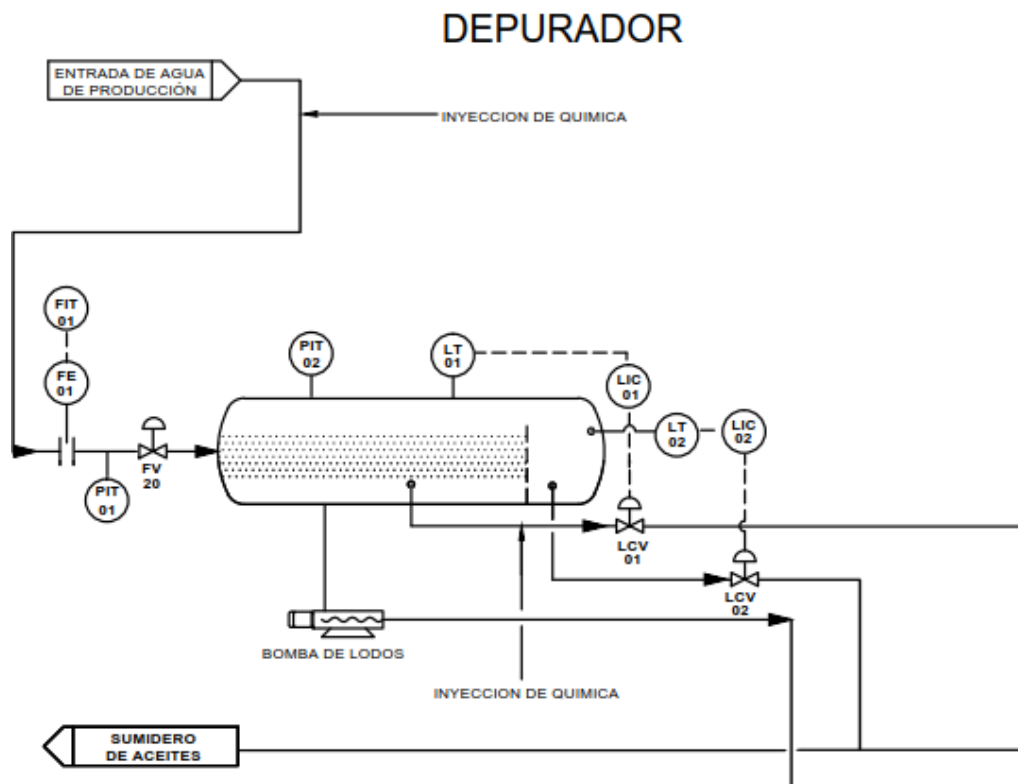 DEPURADOR
ENTRADA DE AGUA
DE PRODUCCIÓN
INYECCION DE QUIMICA
FIT
01
FE
01
PIT
02
LT
01
LIC
01
LT
02
LIC
02
FV
20
PIT
01
LCV
01
LCV
02
BOMBA DE LODOS
INYECCION DE QUIMICA
SUMIDERO
DE ACEITES